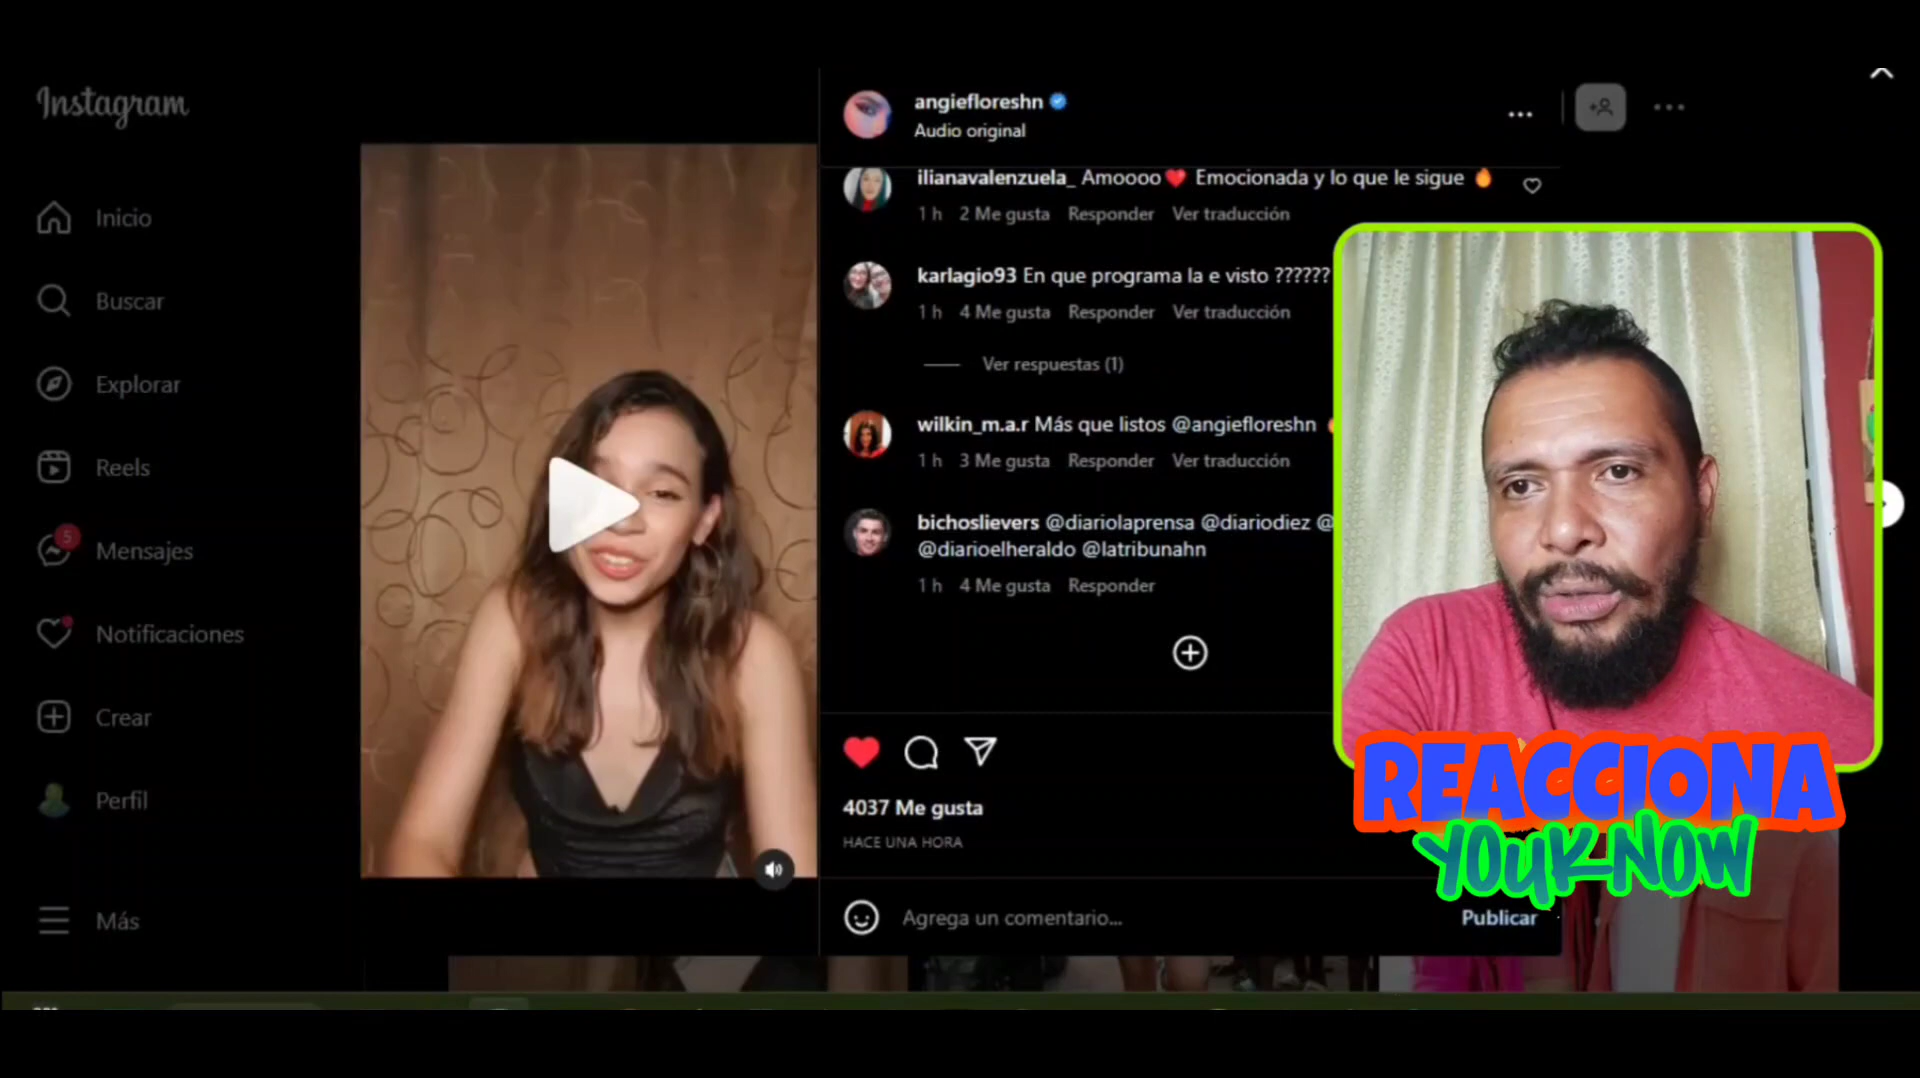 Instagram
Inicio
Buscar
Explorar
Reels
5
Mensajes
Notificaciones
Crear
Perfil
Más
angiefloreshn
Audio original
ilianavalenzuela_ Amoooo❤️ Emocionada y lo que le sigue 🔥
1 h 2 Me gusta Responder Ver traducción
karlagio93 En que programa la e visto ??????
1 h 4 Me gusta Responder Ver traducción
Ver respuestas (1)
wilkin_m.a.r Más que listos @angiefloreshn
1 h 3 Me gusta Responder Ver traducción
bichoslievers @diariolaprensa @diariodiez @
@diarioelheraldo @latribunahn
1 h 4 Me gusta Responder
4037 Me gusta
HACE UNA HORA
Agrega un comentario...
Publicar
REACCIONA
YOUKNOW